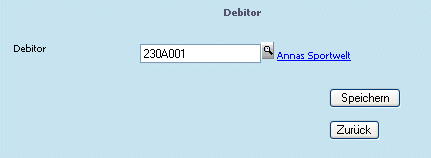 Debitor
Debitor 230A001 Annas Sportwelt
Speichern
Zurück